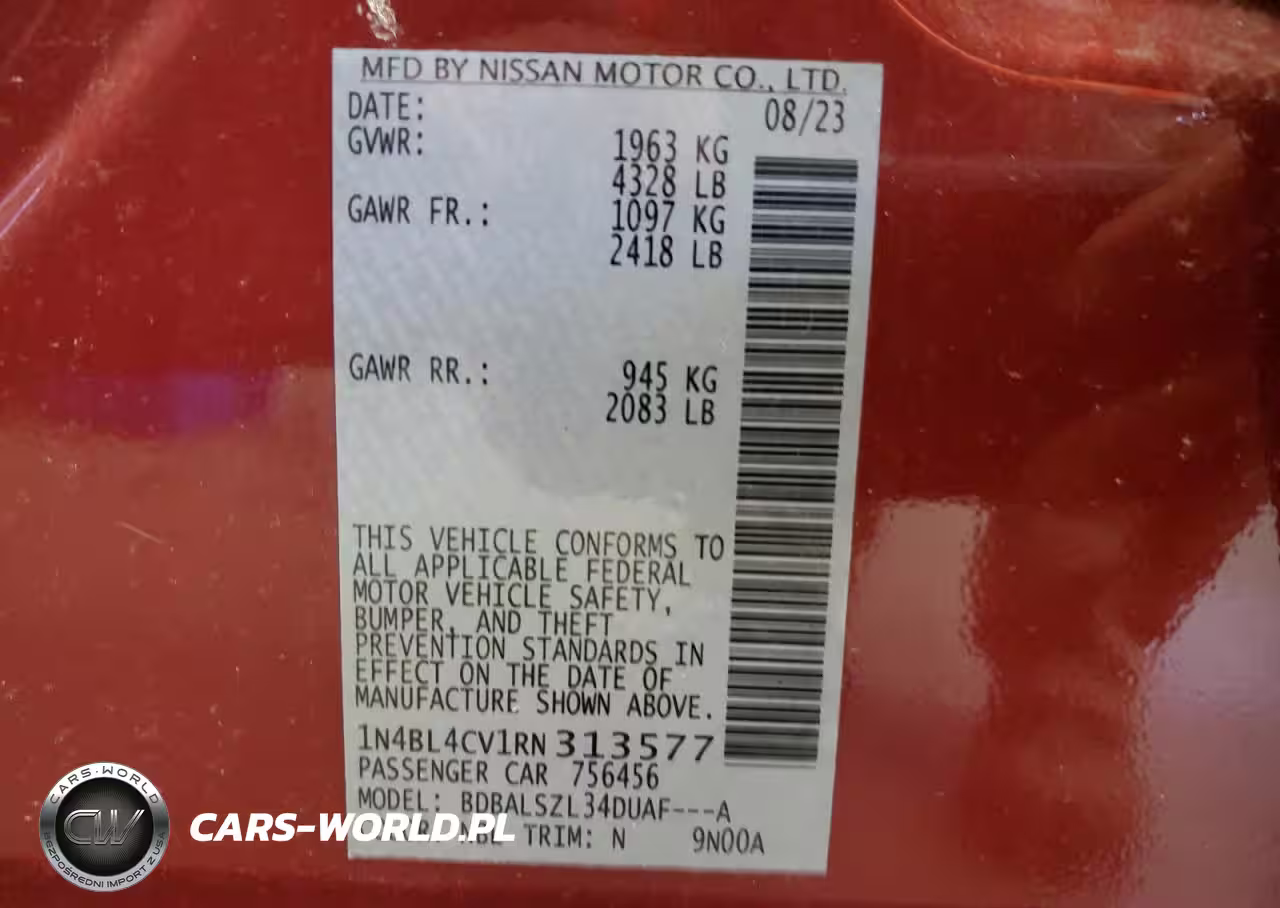 MFD BY NISSAN MOTOR CO., LTD.
DATE: 08/23
GVWR: 1963 KG
4328 LB
GAWR FR.: 1097 KG
2418 LB
GAWR RR.: 945 KG
2083 LB
THIS VEHICLE CONFORMS TO
ALL APPLICABLE FEDERAL
MOTOR VEHICLE SAFETY,
BUMPER, AND THEFT
PREVENTION STANDARDS IN
EFFECT ON THE DATE OF
MANUFACTURE SHOWN ABOVE.
1N4BL4CV1RN313577
PASSENGER CAR 756456
MODEL: BDBALSZL34DUAF---A
TRIM: N 9N00A
CARS-WORLD
CW
BEZPOŚREDNI IMPORT Z USA
CARS-WORLD.PL